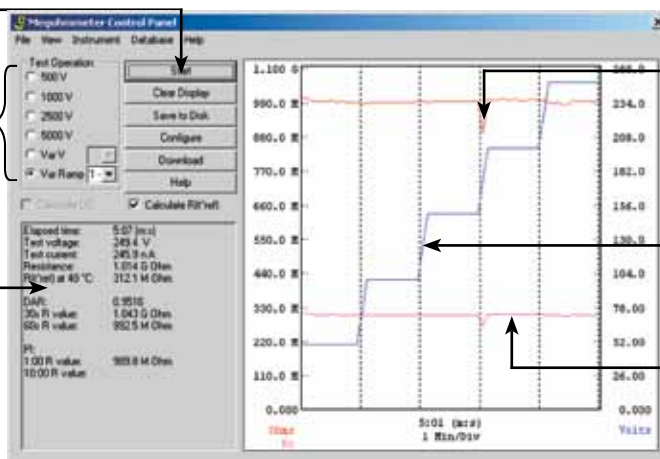 Megohmmeter Control Panel
File View Instrument Database Help
Test Operation
500 V
1000 V
2500 V
5000 V
Var V
Var Ramp 1 -
Start
Clear Display
Save to Disk
Configure
Download
Help
Calculate R(t°ref)
Elapsed time: 5:07 (m:s)
Test voltage: 249.4 V
Test current: 245.9 nA
Resistance: 1.014 G Ohm
R(t°ref) at 40 °C: 312.1 M Ohm
DAR: 0.9516
30s R value: 1.043 G Ohm
60s R value: 992.5 M Ohm
PI:
1:00 R value: 989.8 M Ohm
10:00 R value:
1.100 G
990.0 M
880.0 M
770.0 M
660.0 M
550.0 M
440.0 M
330.0 M
220.0 M
110.0 M
0.000
260.0
234.0
208.0
182.0
156.0
130.0
104.0
78.00
52.00
26.00
0.000
Ohms
5:01 (m:s)
1 Min/Div
Volts